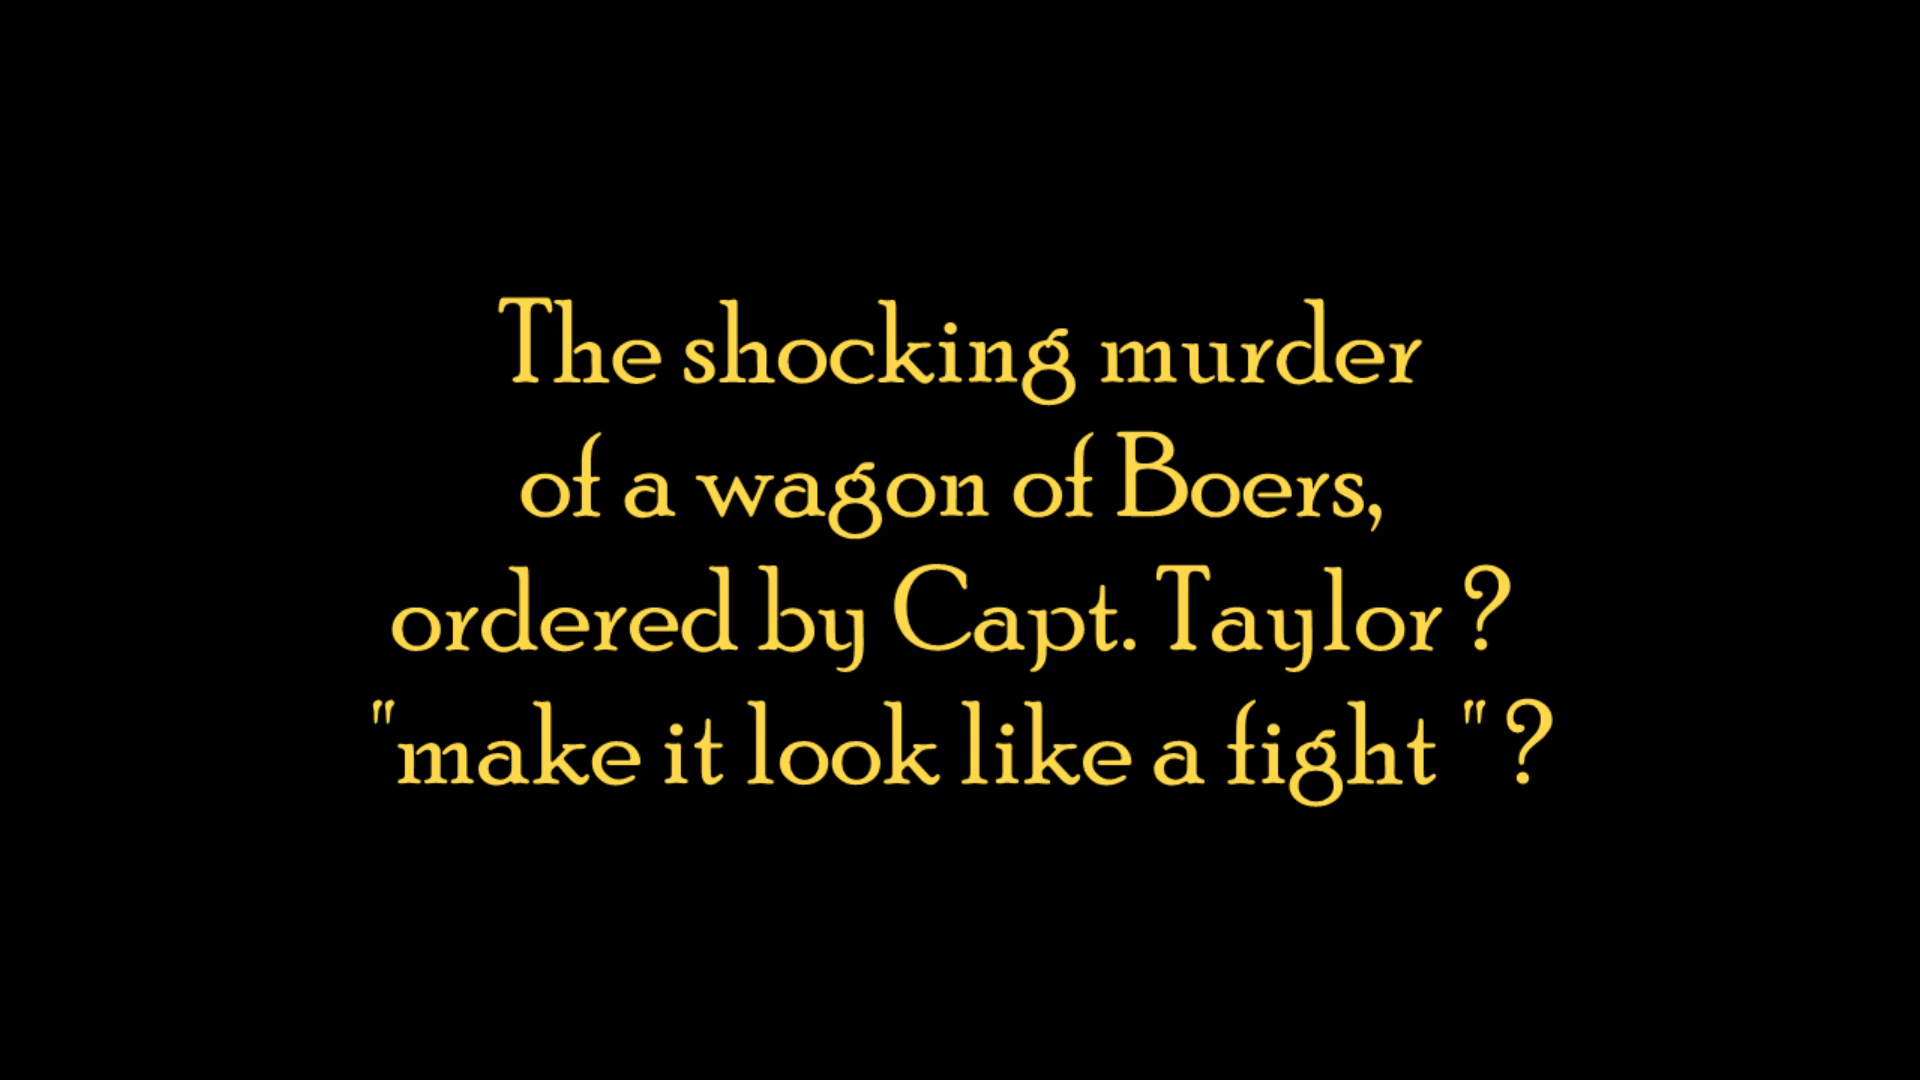 The shocking murder
of a wagon of Boers,
ordered by Capt. Taylor ?
"make it look like a fight " ?